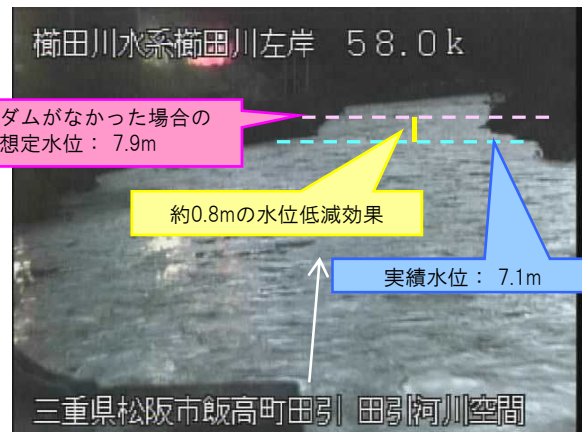 櫛田川水系櫛田川左岸 58.0k
ダムがなかった場合の
想定水位： 7.9m
約0.8mの水位低減効果
実績水位： 7.1m
三重県松阪市飯高町田引 田引河川空間